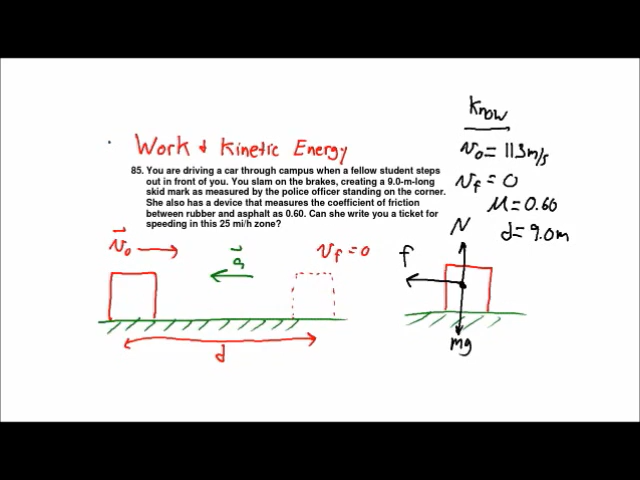 Work & Kinetic Energy
85. You are driving a car through campus when a fellow student steps
out in front of you. You slam on the brakes, creating a 9.0-m-long
skid mark as measured by the police officer standing on the corner.
She also has a device that measures the coefficient of friction
between rubber and asphalt as 0.60. Can she write you a ticket for
speeding in this 25 mi/h zone?
v₀
a
v_f = 0
d
Know
v₀ = 11.3 m/s
v_f = 0
μ = 0.60
d = 9.0m
N
f
mg